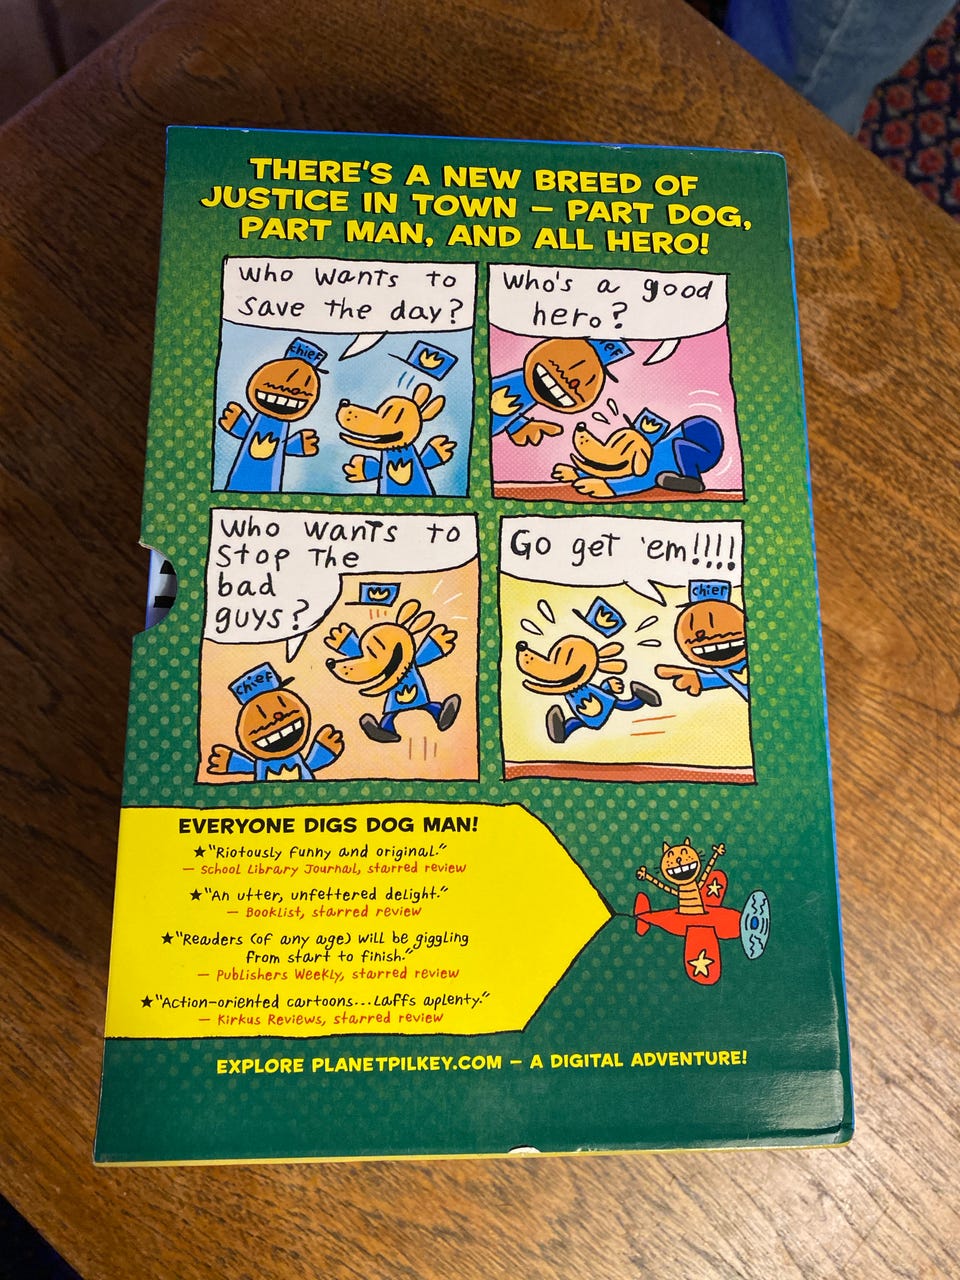 THERE'S A NEW BREED OF
JUSTICE IN TOWN – PART DOG,
PART MAN, AND ALL HERO!
Who wants to
save the day?
chief
Who's a good
hero?
ief
Who wants to
stop the
bad
guys?
chief
Go get 'em!!!!
chief
EVERYONE DIGS DOG MAN!
★"Riotously funny and original."
– School Library Journal, starred review
★"An utter, unfettered delight."
– Booklist, starred review
★"Readers (of any age) will be giggling
from start to finish."
– Publishers Weekly, starred review
★"Action-oriented cartoons...Laffs aplenty."
– Kirkus Reviews, starred review
EXPLORE PLANETPILKEY.COM – A DIGITAL ADVENTURE!